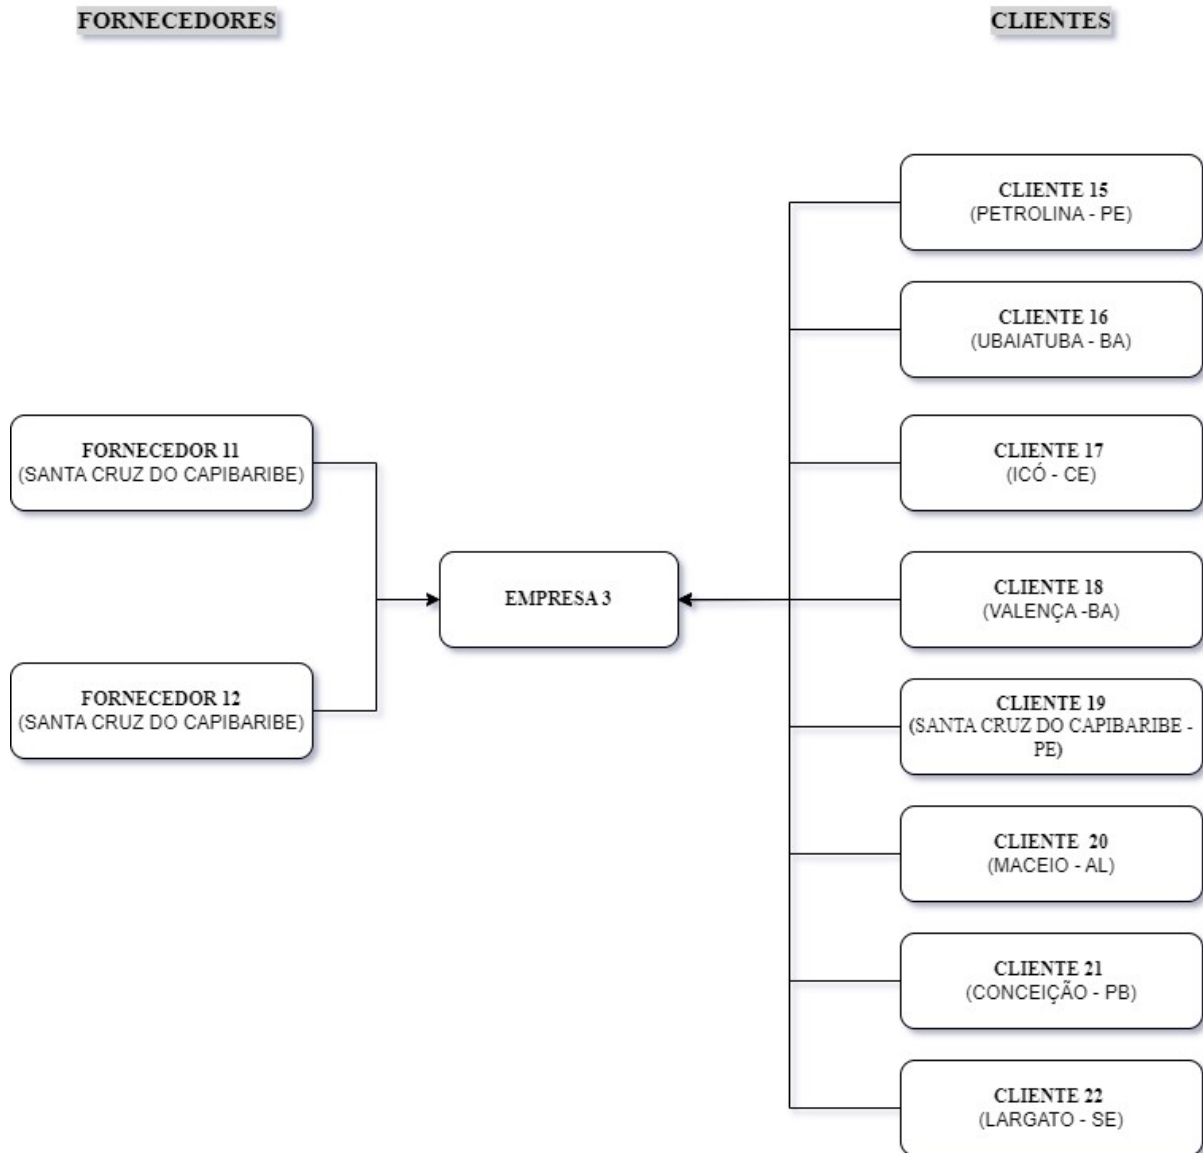 FORNECEDORES
CLIENTES
CLIENTE 15
(PETROLINA - PE)
CLIENTE 16
(UBAIATUBA - BA)
FORNECEDOR 11
(SANTA CRUZ DO CAPIBARIBE)
CLIENTE 17
(ICÓ - CE)
EMPRESA 3
CLIENTE 18
(VALENÇA -BA)
FORNECEDOR 12
(SANTA CRUZ DO CAPIBARIBE)
CLIENTE 19
(SANTA CRUZ DO CAPIBARIBE -
PE)
CLIENTE 20
(MACEIO - AL)
CLIENTE 21
(CONCEIÇÃO - PB)
CLIENTE 22
(LARGATO - SE)